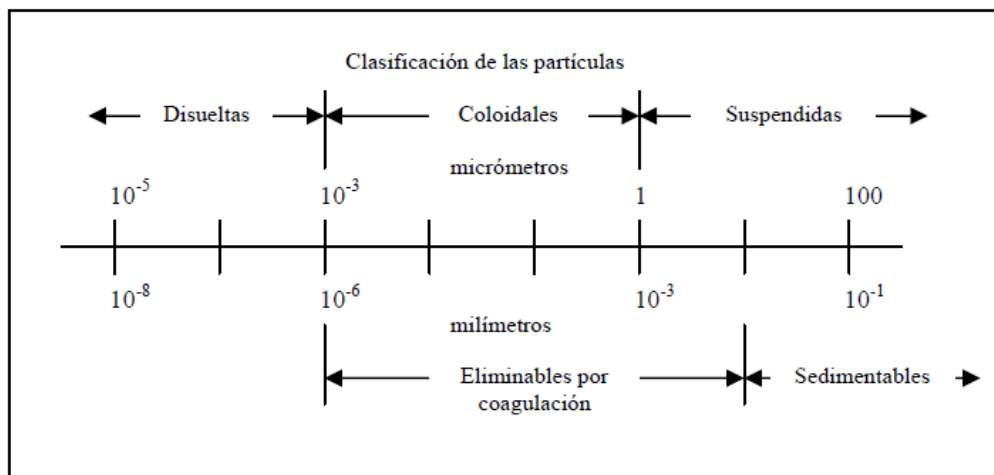 Clasificación de las partículas
Disueltas Coloidales Suspendidas
micrómetros
10⁻⁵ 10⁻³ 1 100
10⁻⁸ 10⁻⁶ 10⁻³ 10⁻¹
milímetros
Eliminables por Sedimentables
coagulación